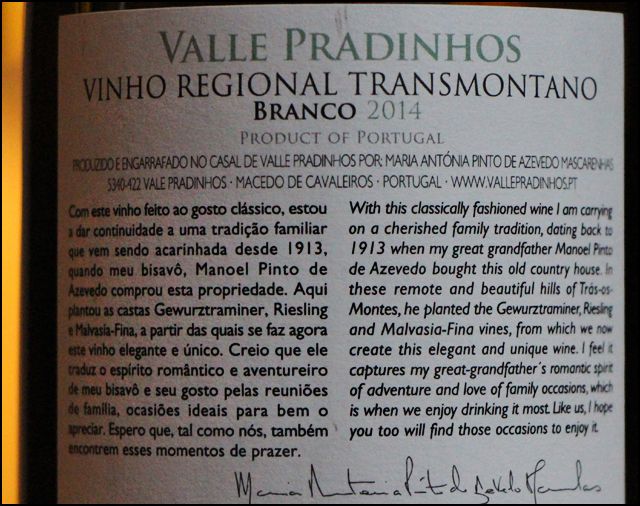 VALLE PRADINHOS
VINHO REGIONAL TRANSMONTANO
BRANCO 2014
PRODUCT OF PORTUGAL
PRODUZIDO E ENGARRAFADO NO CASAL DE VALLE PRADINHOS POR: MARIA ANTÓNIA PINTO DE AZEVEDO MASCARENHAS
5340-422 VALE PRADINHOS · MACEDO DE CAVALEIROS · PORTUGAL · WWW.VALLEPRADINHOS.PT
Com este vinho feito ao gosto clássico, estou
a dar continuidade a uma tradição familiar
que vem sendo acarinhada desde 1913,
quando meu bisavô, Manoel Pinto de
Azevedo comprou esta propriedade. Aqui
plantou as castas Gewurztraminer, Riesling
e Malvasia-Fina, a partir das quais se faz agora
este vinho elegante e único. Creio que ele
traduz o espírito romântico e aventureiro
de meu bisavô e seu gosto pelas reuniões
de família, ocasiões ideais para bem o
apreciar. Espero que, tal como nós, também
encontrem esses momentos de prazer.
With this classically fashioned wine I am carrying
on a cherished family tradition, dating back to
1913 when my great grandfather Manoel Pinto
de Azevedo bought this old country house. In
these remote and beautiful hills of Trás-os-
Montes, he planted the Gewurztraminer, Riesling
and Malvasia-Fina vines, from which we now
create this elegant and unique wine. I feel it
captures my great-grandfather's romantic spirit
of adventure and love of family occasions, which
is when we enjoy drinking it most. Like us, I hope
you too will find those occasions to enjoy it.